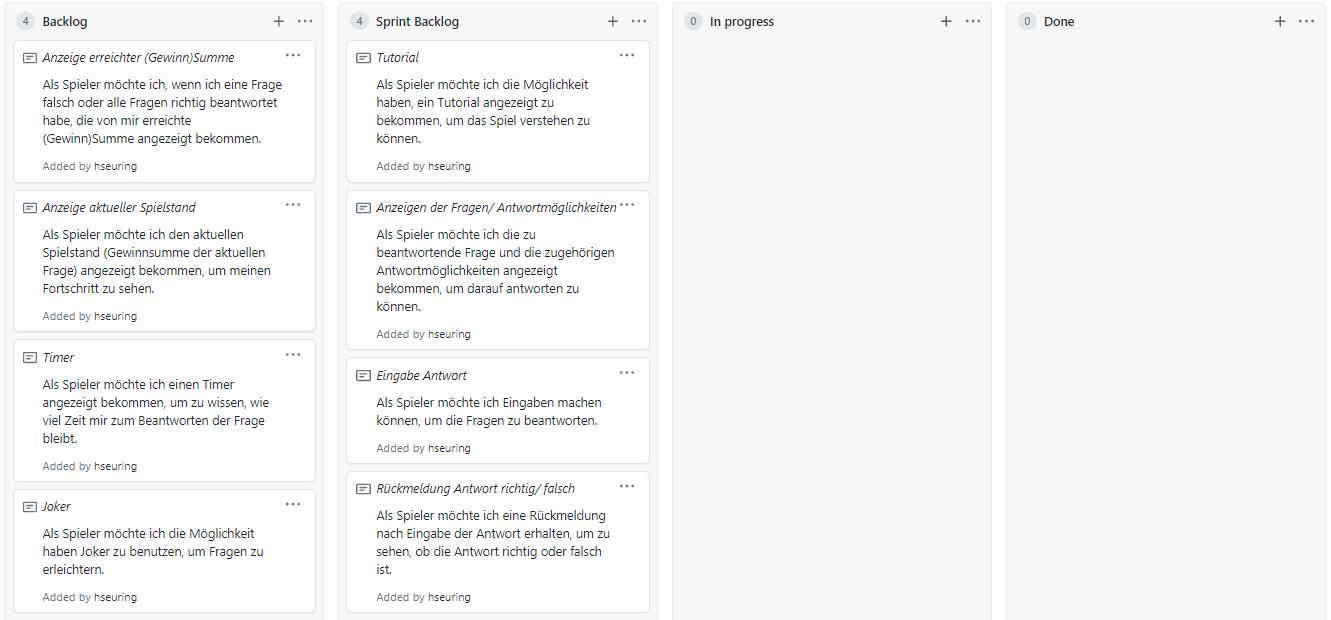 4 Backlog
Anzeige erreichter (Gewinn)Summe
Als Spieler möchte ich, wenn ich eine Frage
falsch oder alle Fragen richtig beantwortet
habe, die von mir erreichte
(Gewinn)Summe angezeigt bekommen.
Added by hseuring
Anzeige aktueller Spielstand
Als Spieler möchte ich den aktuellen
Spielstand (Gewinnsumme der aktuellen
Frage) angezeigt bekommen, um meinen
Fortschritt zu sehen.
Added by hseuring
Timer
Als Spieler möchte ich einen Timer
angezeigt bekommen, um zu wissen, wie
viel Zeit mir zum Beantworten der Frage
bleibt.
Added by hseuring
Joker
Als Spieler möchte ich die Möglichkeit
haben Joker zu benutzen, um Fragen zu
erleichtern.
Added by hseuring
4 Sprint Backlog
Tutorial
Als Spieler möchte ich die Möglichkeit
haben, ein Tutorial angezeigt zu
bekommen, um das Spiel verstehen zu
können.
Added by hseuring
Anzeigen der Fragen/ Antwortmöglichkeiten
Als Spieler möchte ich die zu
beantwortende Frage und die zugehörigen
Antwortmöglichkeiten angezeigt
bekommen, um darauf antworten zu
können.
Added by hseuring
Eingabe Antwort
Als Spieler möchte ich Eingaben machen
können, um die Fragen zu beantworten.
Added by hseuring
Rückmeldung Antwort richtig/ falsch
Als Spieler möchte ich eine Rückmeldung
nach Eingabe der Antwort erhalten, um zu
sehen, ob die Antwort richtig oder falsch
ist.
Added by hseuring
0 In progress
0 Done